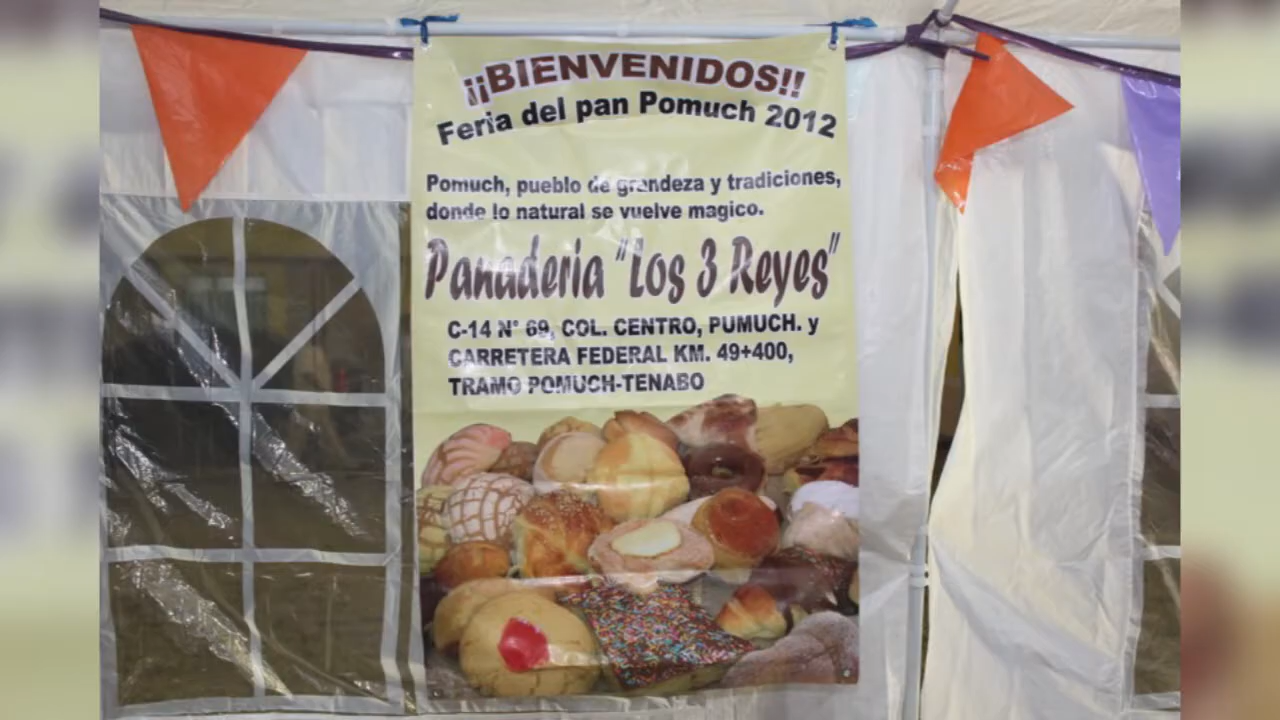 ¡¡BIENVENIDOS!!
Feria del pan Pomuch 2012
Pomuch, pueblo de grandeza y tradiciones,
donde lo natural se vuelve magico.
Panaderia "Los 3 Reyes"
C-14 N° 69, COL. CENTRO, PUMUCH. y
CARRETERA FEDERAL KM. 49+400,
TRAMO POMUCH-TENABO